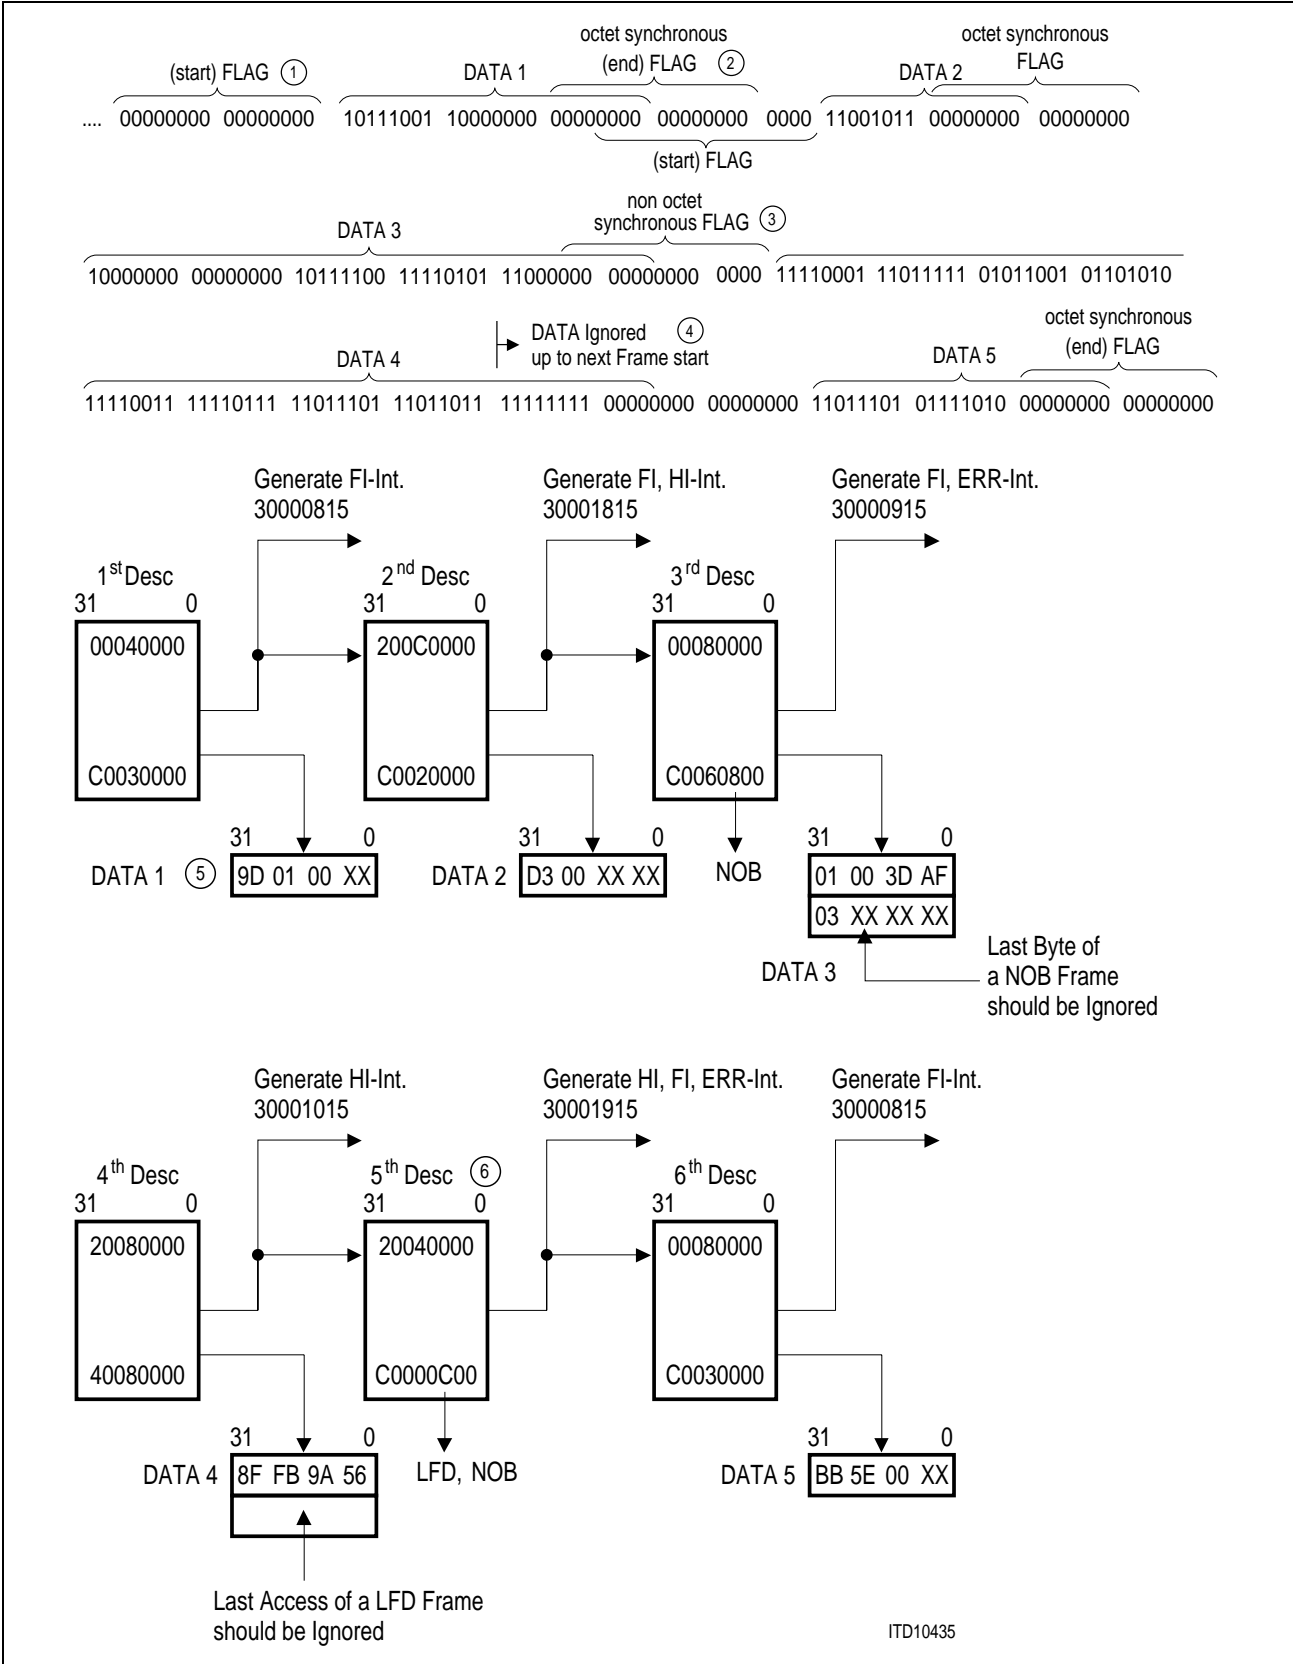 octet synchronous
octet synchronous
(start) FLAG 1
DATA 1
(end) FLAG 2
DATA 2
FLAG
.... 00000000 00000000 10111001 10000000 00000000 00000000 0000 11001011 00000000 00000000
(start) FLAG
non octet
synchronous FLAG 3
DATA 3
10000000 00000000 10111100 11110101 11000000 00000000 0000 11110001 11011111 01011001 01101010
octet synchronous
DATA Ignored 4
up to next Frame start
DATA 4
DATA 5
(end) FLAG
11110011 11110111 11011101 11011011 11111111 00000000 00000000 11011101 01111010 00000000 00000000
Generate FI-Int.
30000815
Generate FI, HI-Int.
30001815
Generate FI, ERR-Int.
30000915
1st Desc
31 0
00040000
C0030000
2nd Desc
31 0
200C0000
C0020000
3rd Desc
31 0
00080000
C0060800
31 0
DATA 1 5 9D 01 00 XX
31 0
DATA 2 D3 00 XX XX
NOB
31 0
01 00 3D AF
03 XX XX XX
DATA 3
Last Byte of
a NOB Frame
should be Ignored
Generate HI-Int.
30001015
Generate HI, FI, ERR-Int.
30001915
Generate FI-Int.
30000815
4th Desc
31 0
20080000
40080000
5th Desc 6
31 0
20040000
C0000C00
6th Desc
31 0
00080000
C0030000
31 0
DATA 4 8F FB 9A 56
LFD, NOB
31 0
DATA 5 BB 5E 00 XX
Last Access of a LFD Frame
should be Ignored
ITD10435